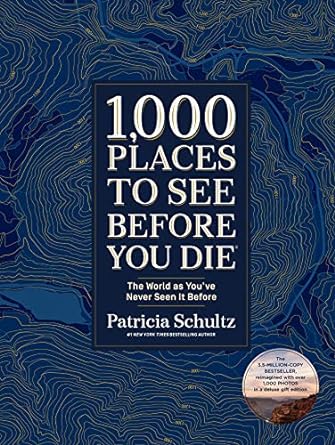 1,000
PLACES
TO SEE
BEFORE
YOU DIE®
The World as You've
Never Seen It Before
Patricia Schultz
#1 NEW YORK TIMES BESTSELLING AUTHOR
The
3.5-MILLION-COPY
BESTSELLER,
reimagined with over
1,000 PHOTOS
in a deluxe gift edition